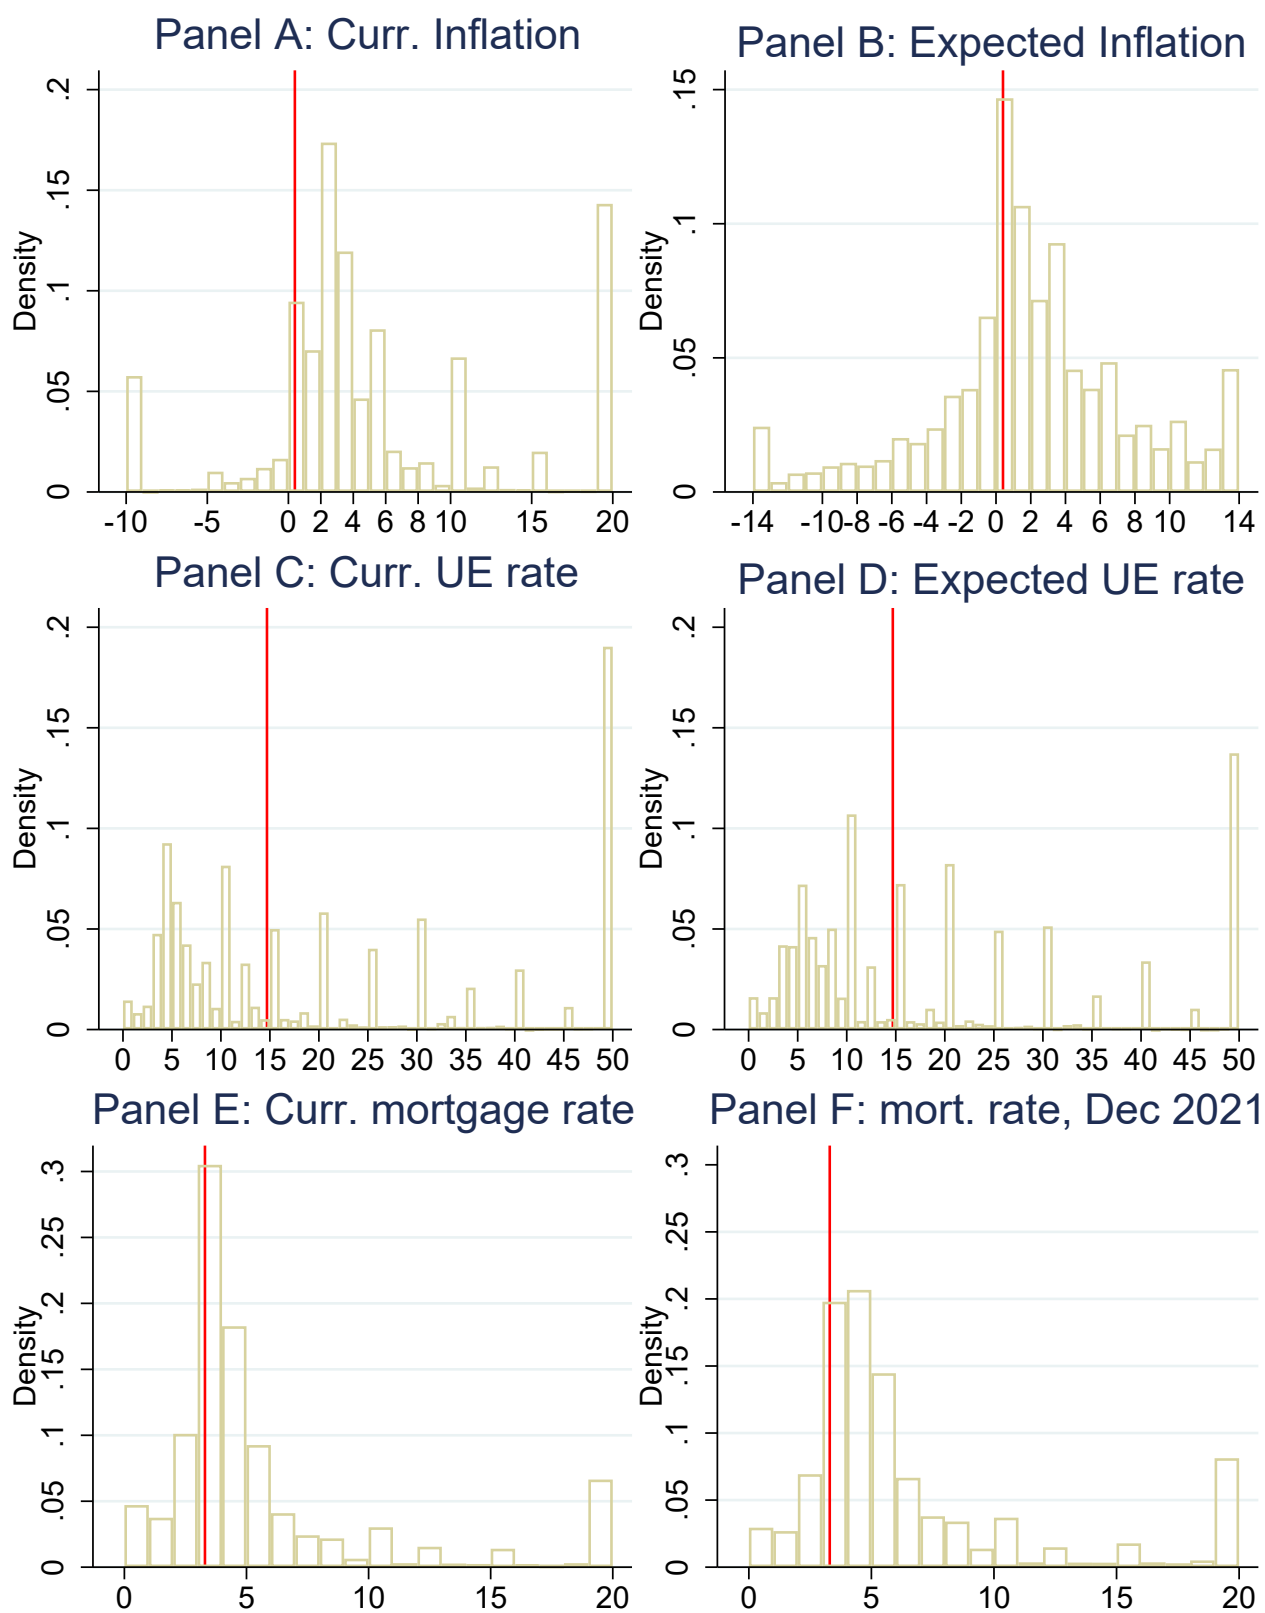 Panel A: Curr. Inflation
Density
0 .05 .1 .15 .2
-10 -5 0 2 4 6 8 10 15 20
Panel B: Expected Inflation
Density
0 .05 .1 .15
-14 -10 -8 -6 -4 -2 0 2 4 6 8 10 14
Panel C: Curr. UE rate
Density
0 .05 .1 .15 .2
0 5 10 15 20 25 30 35 40 45 50
Panel D: Expected UE rate
Density
0 .05 .1 .15 .2
0 5 10 15 20 25 30 35 40 45 50
Panel E: Curr. mortgage rate
Density
0 .05 .1 .15 .2 .25 .3
0 5 10 15 20
Panel F: mort. rate, Dec 2021
Density
0 .05 .1 .15 .2 .25 .3
0 5 10 15 20